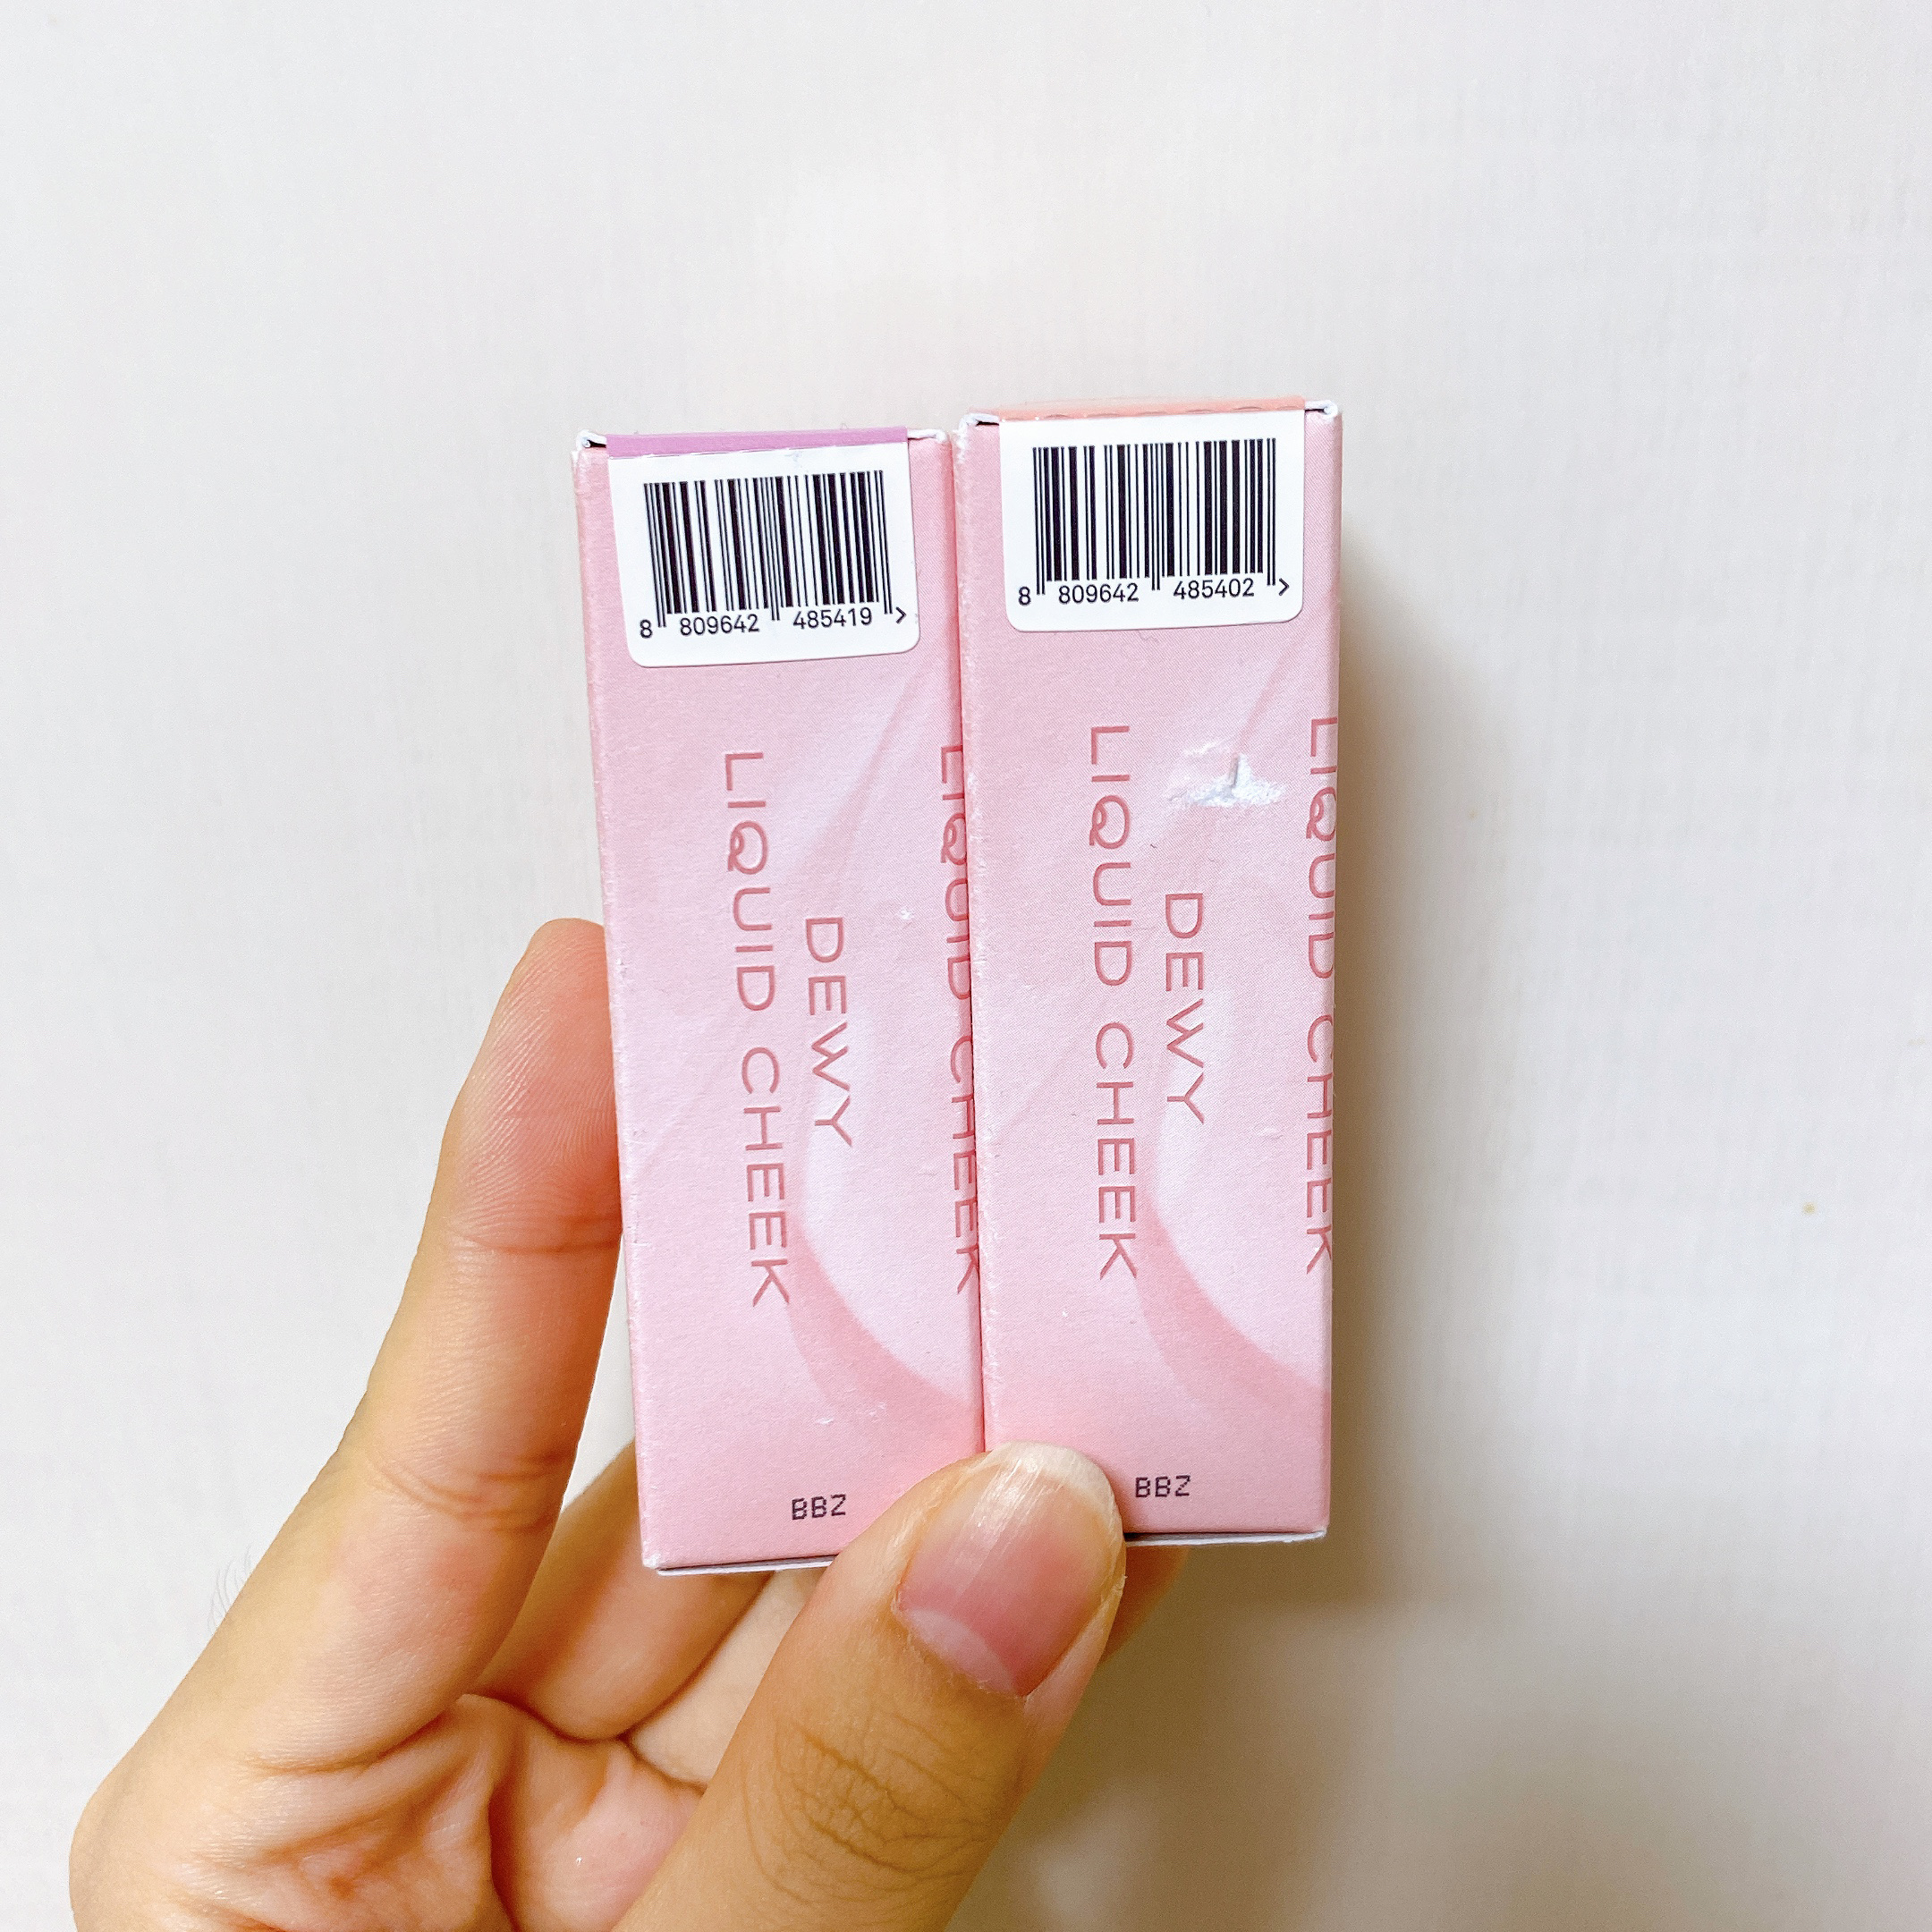 8 809642 485419 >
DEWY
LIQUID CHEEK
LIQUID CHEEK
BBZ
8 809642 485402 >
DEWY
LIQUID CHEEK
LIQUID CHEEK
BBZ